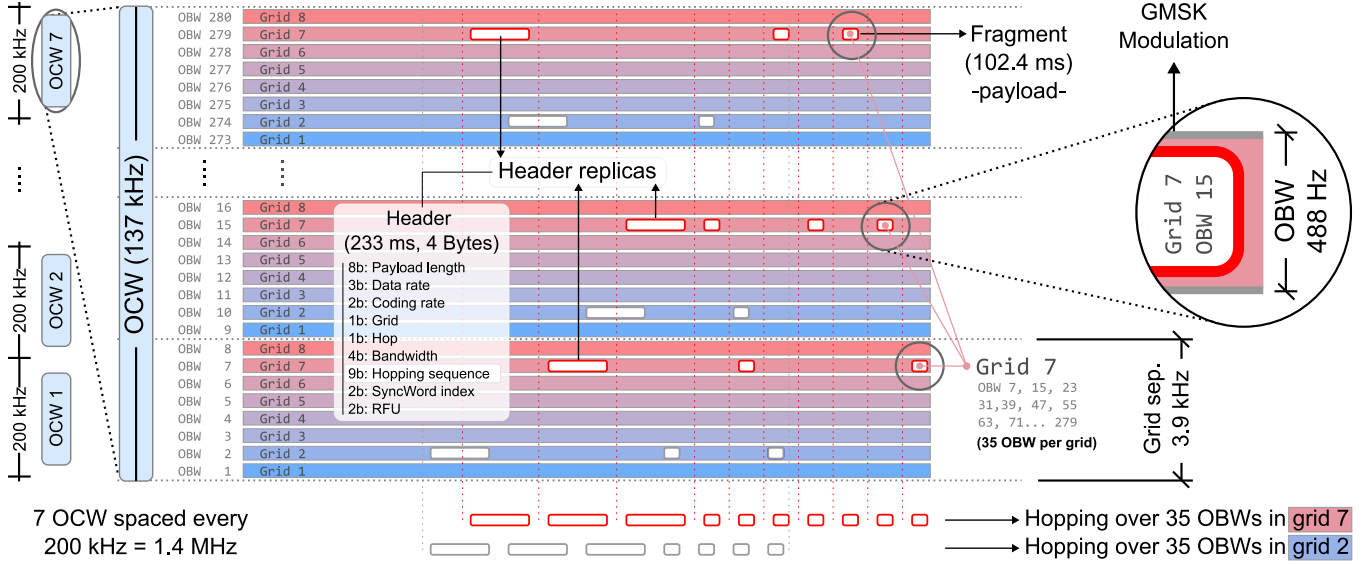 200 kHz
OCW 7
...
200 kHz
OCW 2
200 kHz
OCW 1
OCW (137 kHz)
OBW 280 Grid 8
OBW 279 Grid 7
OBW 278 Grid 6
OBW 277 Grid 5
OBW 276 Grid 4
OBW 275 Grid 3
OBW 274 Grid 2
OBW 273 Grid 1
... ...
OBW 16 Grid 8
OBW 15 Grid 7
OBW 14 Grid 6
OBW 13 Grid 5
OBW 12 Grid 4
OBW 11 Grid 3
OBW 10 Grid 2
OBW 9 Grid 1
OBW 8 Grid 8
OBW 7 Grid 7
OBW 6 Grid 6
OBW 5 Grid 5
OBW 4 Grid 4
OBW 3 Grid 3
OBW 2 Grid 2
OBW 1 Grid 1
Header replicas
Header
(233 ms, 4 Bytes)
8b: Payload length
3b: Data rate
2b: Coding rate
1b: Grid
1b: Hop
4b: Bandwidth
9b: Hopping sequence
2b: SyncWord index
2b: RFU
Fragment
(102.4 ms)
-payload-
GMSK
Modulation
Grid 7
OBW 15
OBW
488 Hz
Grid 7
OBW 7, 15, 23
31,39, 47, 55
63, 71... 279
(35 OBW per grid)
Grid sep.
3.9 kHz
7 OCW spaced every
200 kHz = 1.4 MHz
Hopping over 35 OBWs in grid 7
Hopping over 35 OBWs in grid 2